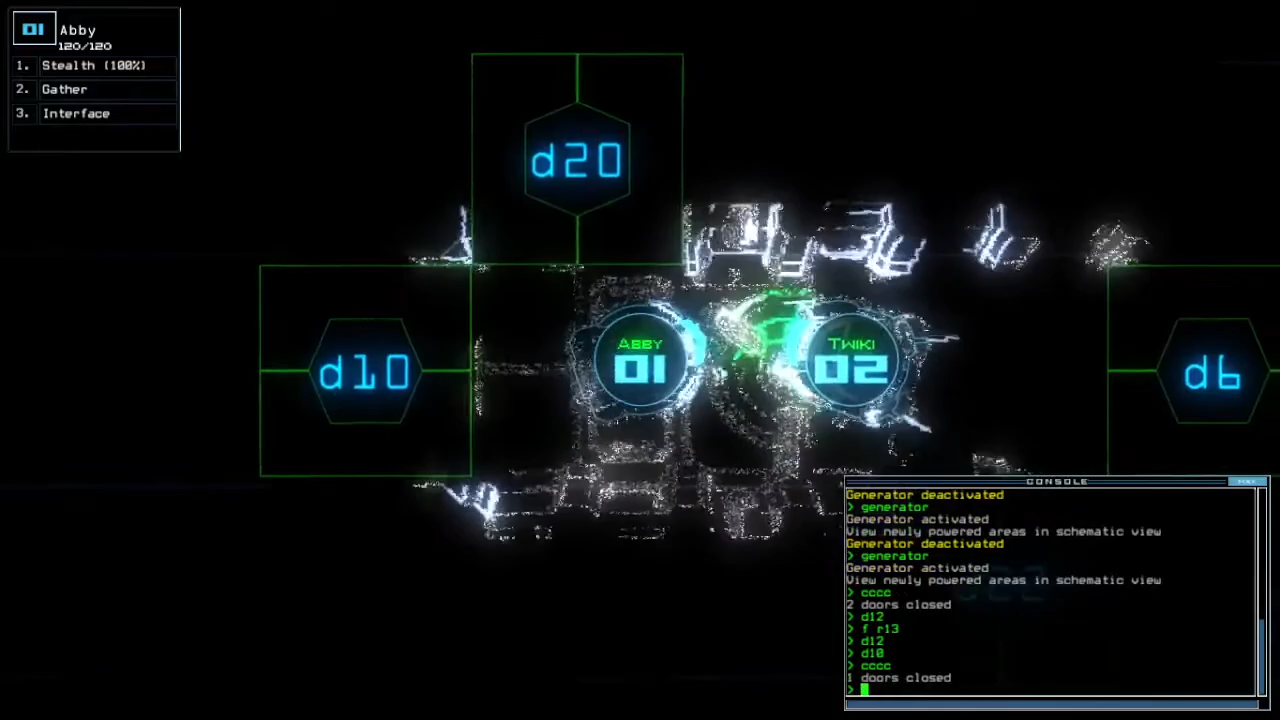 01 Abby
120/120
1. Stealth (100%)
2. Gather
3. Interface
d20
d10
ABBY
01
TWIKI
02
d6
CONSOLE
Generator deactivated
> generator
Generator activated
View newly powered areas in schematic view
Generator deactivated
> generator
Generator activated
View newly powered areas in schematic view
> cccc
2 doors closed
> d12
> f r13
> d12
> d10
> cccc
1 doors closed
>